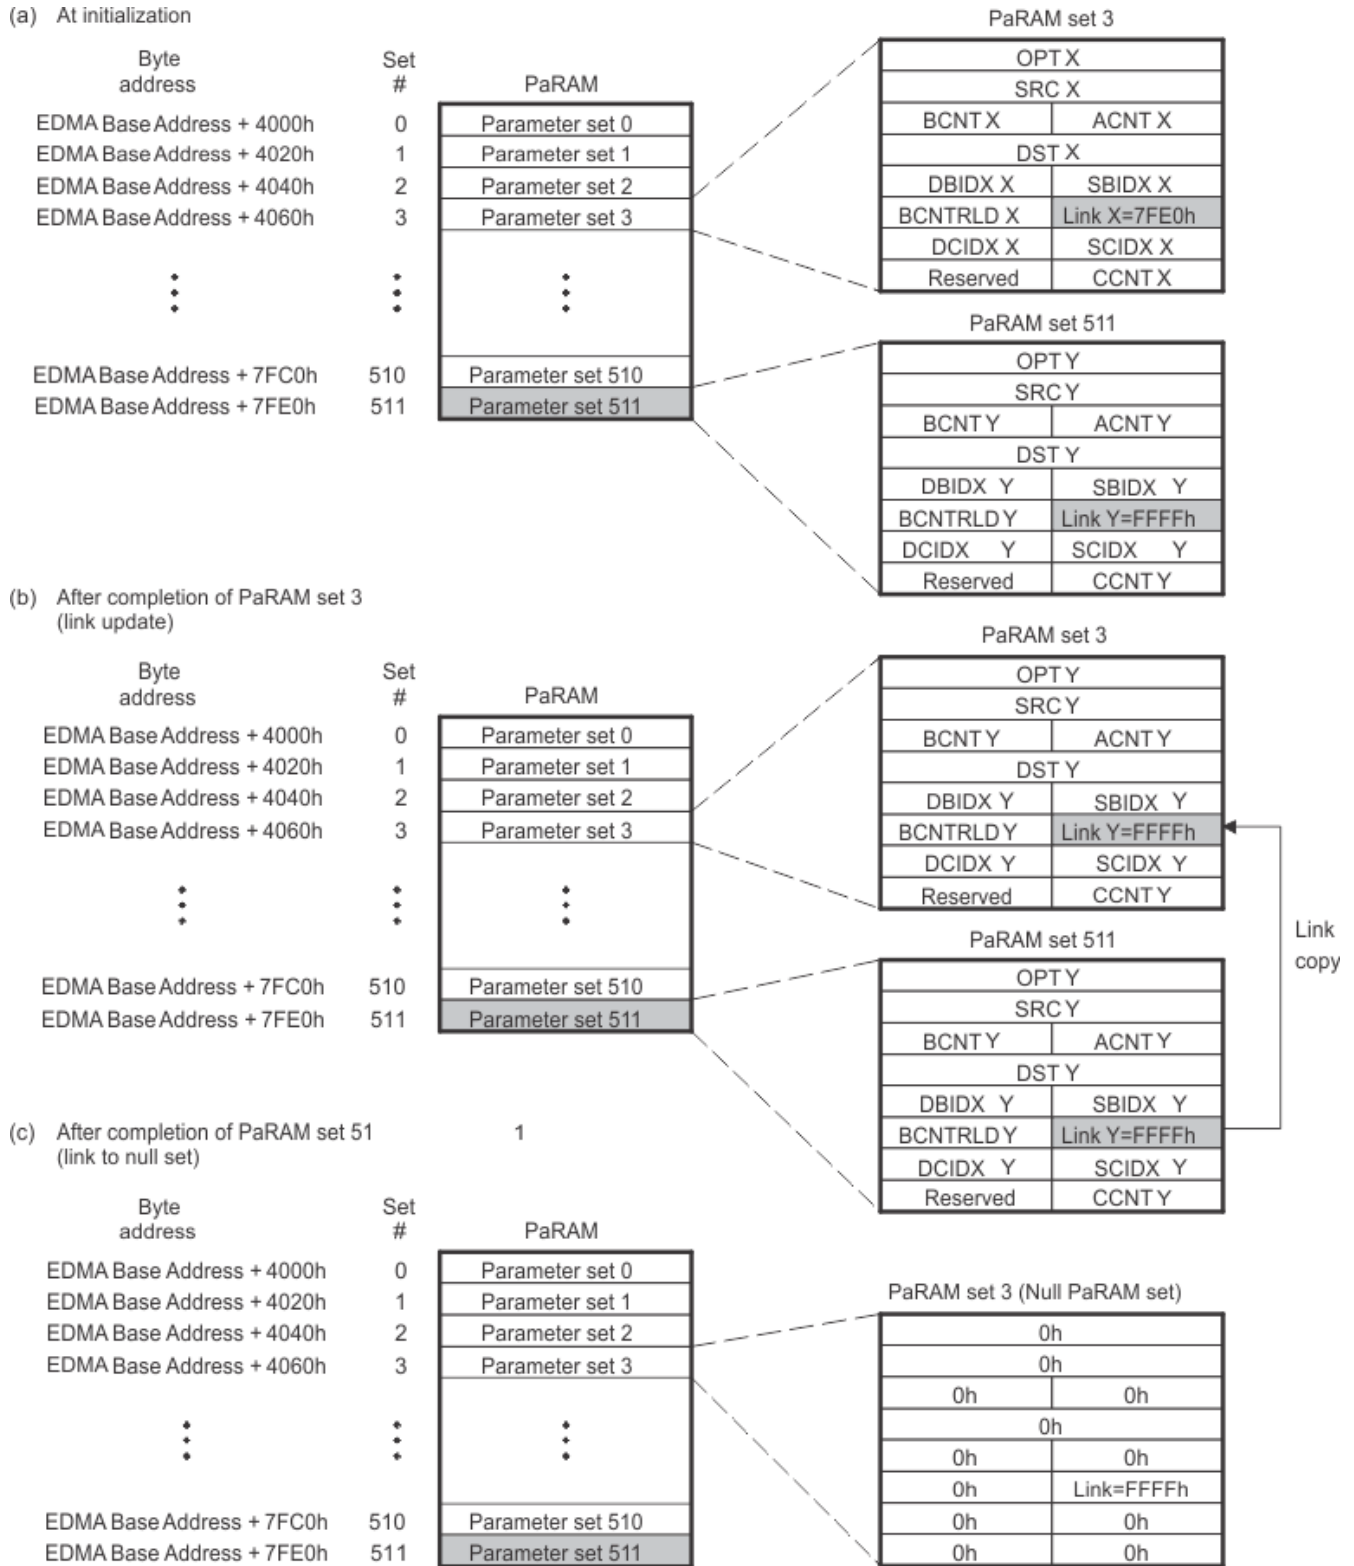 (a) At initialization
Byte address
Set #
PaRAM
EDMA Base Address + 4000h 0 Parameter set 0
EDMA Base Address + 4020h 1 Parameter set 1
EDMA Base Address + 4040h 2 Parameter set 2
EDMA Base Address + 4060h 3 Parameter set 3
EDMA Base Address + 7FC0h 510 Parameter set 510
EDMA Base Address + 7FE0h 511 Parameter set 511
PaRAM set 3
OPT X
SRC X
BCNT X ACNT X
DST X
DBIDX X SBIDX X
BCNTRLD X Link X=7FE0h
DCIDX X SCIDX X
Reserved CCNT X
PaRAM set 511
OPT Y
SRC Y
BCNT Y ACNT Y
DST Y
DBIDX Y SBIDX Y
BCNTRLD Y Link Y=FFFFh
DCIDX Y SCIDX Y
Reserved CCNT Y
(b) After completion of PaRAM set 3
(link update)
Byte address
Set #
PaRAM
EDMA Base Address + 4000h 0 Parameter set 0
EDMA Base Address + 4020h 1 Parameter set 1
EDMA Base Address + 4040h 2 Parameter set 2
EDMA Base Address + 4060h 3 Parameter set 3
EDMA Base Address + 7FC0h 510 Parameter set 510
EDMA Base Address + 7FE0h 511 Parameter set 511
PaRAM set 3
OPT Y
SRC Y
BCNT Y ACNT Y
DST Y
DBIDX Y SBIDX Y
BCNTRLD Y Link Y=FFFFh
DCIDX Y SCIDX Y
Reserved CCNT Y
Link
copy
PaRAM set 511
OPT Y
SRC Y
BCNT Y ACNT Y
DST Y
DBIDX Y SBIDX Y
BCNTRLD Y Link Y=FFFFh
DCIDX Y SCIDX Y
Reserved CCNT Y
(c) After completion of PaRAM set 51 1
(link to null set)
Byte address
Set #
PaRAM
EDMA Base Address + 4000h 0 Parameter set 0
EDMA Base Address + 4020h 1 Parameter set 1
EDMA Base Address + 4040h 2 Parameter set 2
EDMA Base Address + 4060h 3 Parameter set 3
EDMA Base Address + 7FC0h 510 Parameter set 510
EDMA Base Address + 7FE0h 511 Parameter set 511
PaRAM set 3 (Null PaRAM set)
0h
0h
0h 0h
0h
0h 0h
0h Link=FFFFh
0h 0h
0h 0h